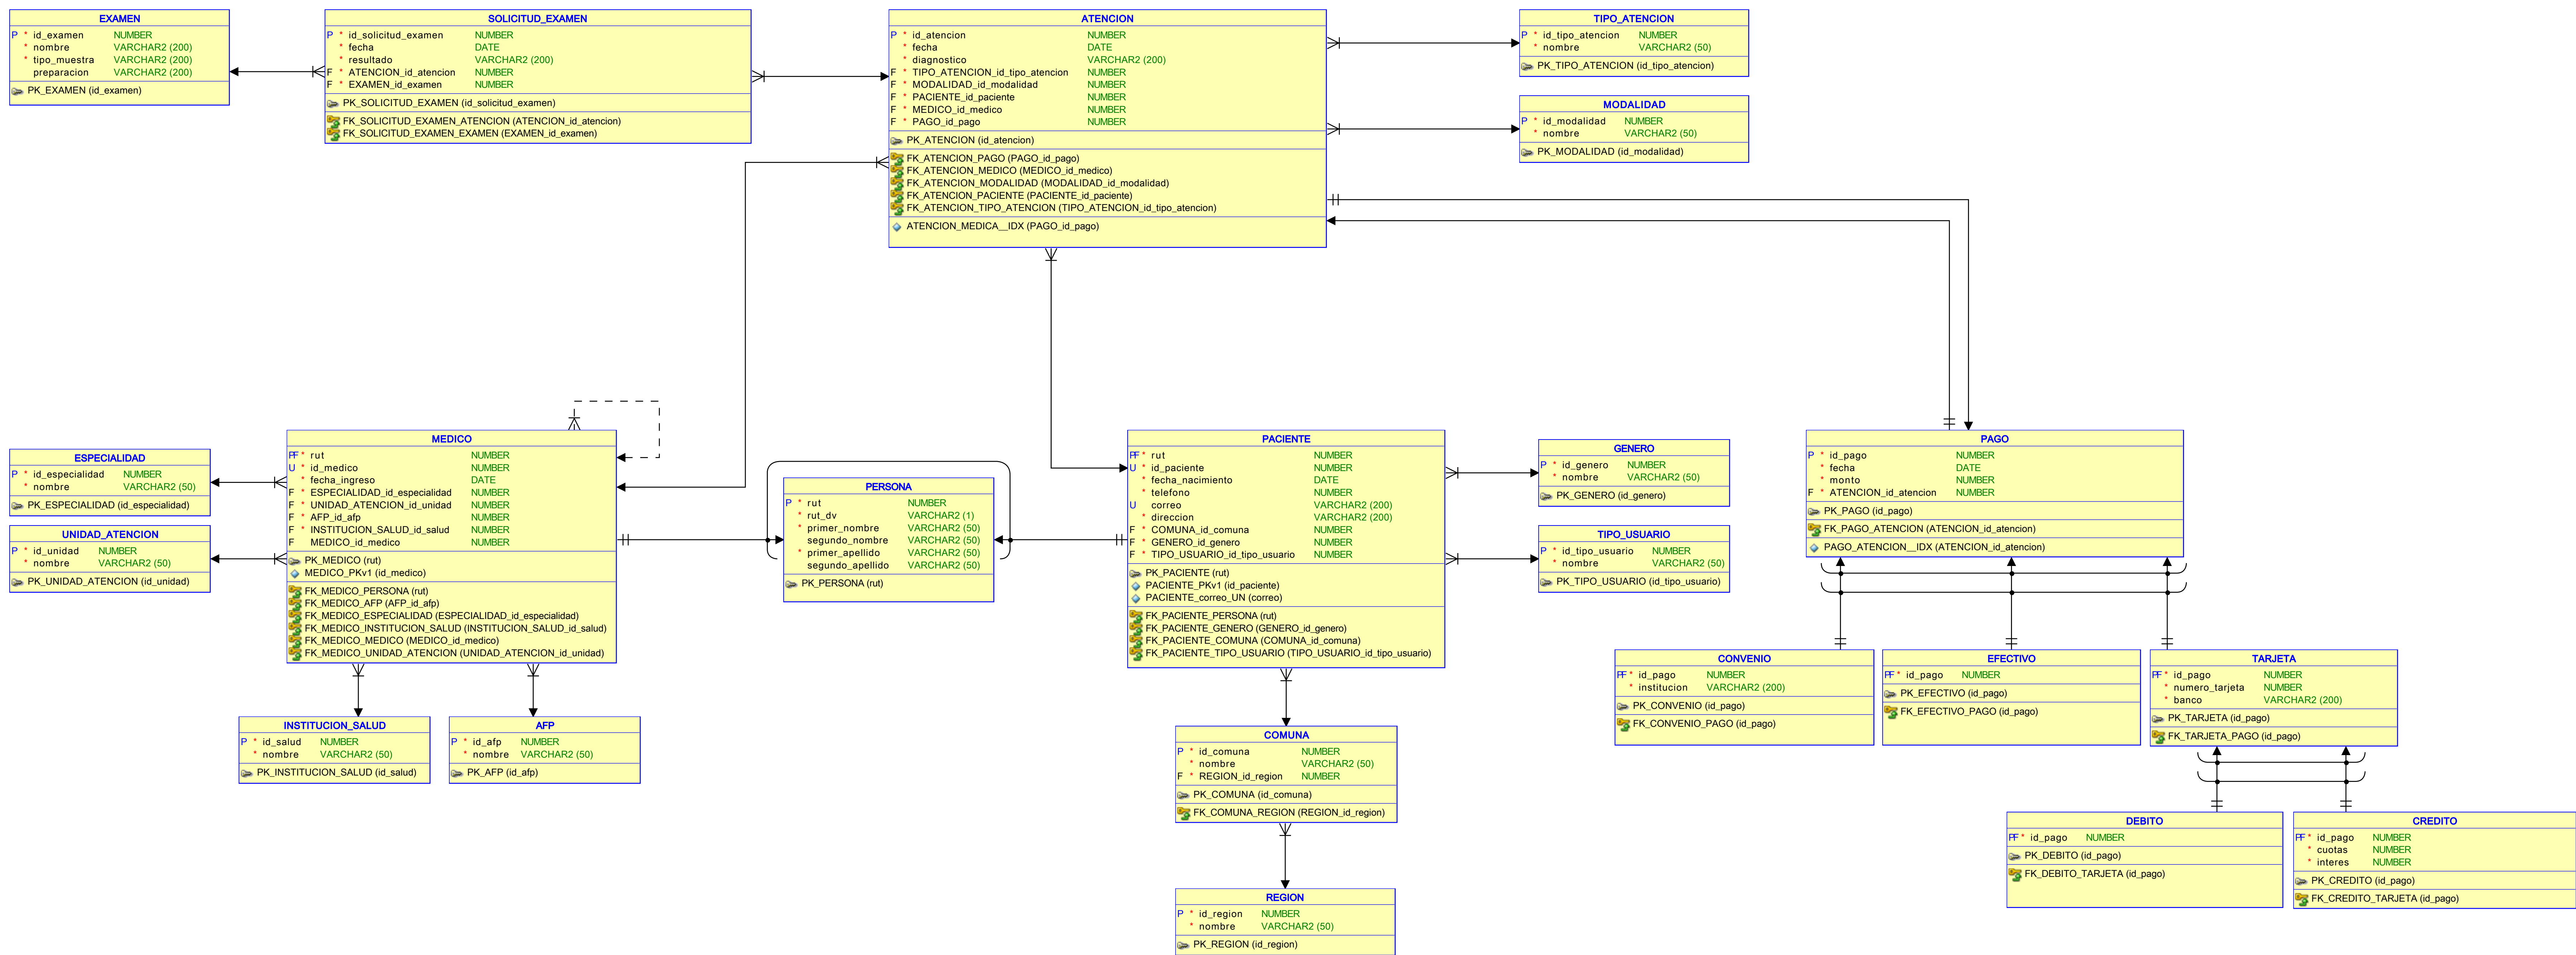 EXAMEN
P * id_examen NUMBER
* nombre VARCHAR2 (200)
* tipo_muestra VARCHAR2 (200)
preparacion VARCHAR2 (200)
PK_EXAMEN (id_examen)
SOLICITUD_EXAMEN
P * id_solicitud_examen NUMBER
* fecha DATE
* resultado VARCHAR2 (200)
F * ATENCION_id_atencion NUMBER
F * EXAMEN_id_examen NUMBER
PK_SOLICITUD_EXAMEN (id_solicitud_examen)
FK_SOLICITUD_EXAMEN_ATENCION (ATENCION_id_atencion)
FK_SOLICITUD_EXAMEN_EXAMEN (EXAMEN_id_examen)
ATENCION
P * id_atencion NUMBER
* fecha DATE
* diagnostico VARCHAR2 (200)
F * TIPO_ATENCION_id_tipo_atencion NUMBER
F * MODALIDAD_id_modalidad NUMBER
F * PACIENTE_id_paciente NUMBER
F * MEDICO_id_medico NUMBER
F * PAGO_id_pago NUMBER
PK_ATENCION (id_atencion)
FK_ATENCION_PAGO (PAGO_id_pago)
FK_ATENCION_MEDICO (MEDICO_id_medico)
FK_ATENCION_MODALIDAD (MODALIDAD_id_modalidad)
FK_ATENCION_PACIENTE (PACIENTE_id_paciente)
FK_ATENCION_TIPO_ATENCION (TIPO_ATENCION_id_tipo_atencion)
ATENCION_MEDICA__IDX (PAGO_id_pago)
TIPO_ATENCION
P * id_tipo_atencion NUMBER
* nombre VARCHAR2 (50)
PK_TIPO_ATENCION (id_tipo_atencion)
MODALIDAD
P * id_modalidad NUMBER
* nombre VARCHAR2 (50)
PK_MODALIDAD (id_modalidad)
ESPECIALIDAD
P * id_especialidad NUMBER
* nombre VARCHAR2 (50)
PK_ESPECIALIDAD (id_especialidad)
UNIDAD_ATENCION
P * id_unidad NUMBER
* nombre VARCHAR2 (50)
PK_UNIDAD_ATENCION (id_unidad)
MEDICO
PF * rut NUMBER
U * id_medico NUMBER
* fecha_ingreso DATE
F * ESPECIALIDAD_id_especialidad NUMBER
F * UNIDAD_ATENCION_id_unidad NUMBER
F * AFP_id_afp NUMBER
F * INSTITUCION_SALUD_id_salud NUMBER
F MEDICO_id_medico NUMBER
PK_MEDICO (rut)
MEDICO_PKv1 (id_medico)
FK_MEDICO_PERSONA (rut)
FK_MEDICO_AFP (AFP_id_afp)
FK_MEDICO_ESPECIALIDAD (ESPECIALIDAD_id_especialidad)
FK_MEDICO_INSTITUCION_SALUD (INSTITUCION_SALUD_id_salud)
FK_MEDICO_MEDICO (MEDICO_id_medico)
FK_MEDICO_UNIDAD_ATENCION (UNIDAD_ATENCION_id_unidad)
PERSONA
P * rut NUMBER
* rut_dv VARCHAR2 (1)
* primer_nombre VARCHAR2 (50)
segundo_nombre VARCHAR2 (50)
* primer_apellido VARCHAR2 (50)
segundo_apellido VARCHAR2 (50)
PK_PERSONA (rut)
PACIENTE
PF * rut NUMBER
U * id_paciente NUMBER
* fecha_nacimiento DATE
* telefono NUMBER
U correo VARCHAR2 (200)
* direccion VARCHAR2 (200)
F * COMUNA_id_comuna NUMBER
F * GENERO_id_genero NUMBER
F * TIPO_USUARIO_id_tipo_usuario NUMBER
PK_PACIENTE (rut)
PACIENTE_PKv1 (id_paciente)
PACIENTE_correo_UN (correo)
FK_PACIENTE_PERSONA (rut)
FK_PACIENTE_GENERO (GENERO_id_genero)
FK_PACIENTE_COMUNA (COMUNA_id_comuna)
FK_PACIENTE_TIPO_USUARIO (TIPO_USUARIO_id_tipo_usuario)
GENERO
P * id_genero NUMBER
* nombre VARCHAR2 (50)
PK_GENERO (id_genero)
TIPO_USUARIO
P * id_tipo_usuario NUMBER
* nombre VARCHAR2 (50)
PK_TIPO_USUARIO (id_tipo_usuario)
PAGO
P * id_pago NUMBER
* fecha DATE
* monto NUMBER
F * ATENCION_id_atencion NUMBER
PK_PAGO (id_pago)
FK_PAGO_ATENCION (ATENCION_id_atencion)
PAGO_ATENCION__IDX (ATENCION_id_atencion)
INSTITUCION_SALUD
P * id_salud NUMBER
* nombre VARCHAR2 (50)
PK_INSTITUCION_SALUD (id_salud)
AFP
P * id_afp NUMBER
* nombre VARCHAR2 (50)
PK_AFP (id_afp)
COMUNA
P * id_comuna NUMBER
* nombre VARCHAR2 (50)
F * REGION_id_region NUMBER
PK_COMUNA (id_comuna)
FK_COMUNA_REGION (REGION_id_region)
REGION
P * id_region NUMBER
* nombre VARCHAR2 (50)
PK_REGION (id_region)
CONVENIO
PF * id_pago NUMBER
* institucion VARCHAR2 (200)
PK_CONVENIO (id_pago)
FK_CONVENIO_PAGO (id_pago)
EFECTIVO
PF * id_pago NUMBER
PK_EFECTIVO (id_pago)
FK_EFECTIVO_PAGO (id_pago)
TARJETA
PF * id_pago NUMBER
* numero_tarjeta NUMBER
* banco VARCHAR2 (200)
PK_TARJETA (id_pago)
FK_TARJETA_PAGO (id_pago)
DEBITO
PF * id_pago NUMBER
PK_DEBITO (id_pago)
FK_DEBITO_TARJETA (id_pago)
CREDITO
PF * id_pago NUMBER
* cuotas NUMBER
* interes NUMBER
PK_CREDITO (id_pago)
FK_CREDITO_TARJETA (id_pago)